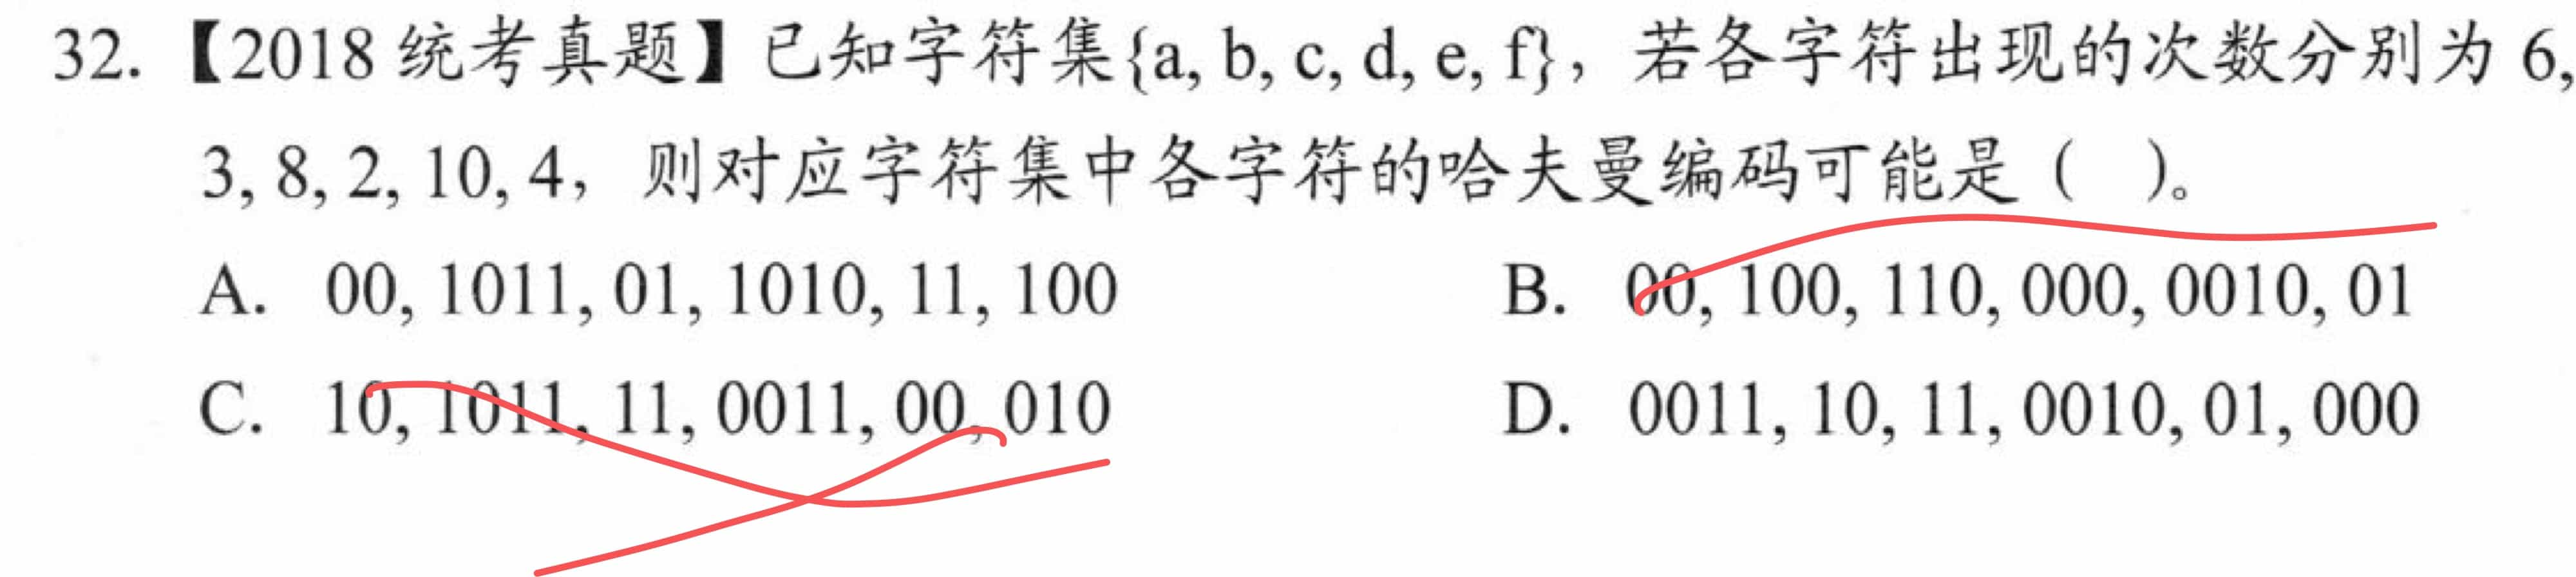 32.【2018 统考真题】已知字符集{a, b, c, d, e, f}，若各字符出现的次数分别为 6,
3, 8, 2, 10, 4，则对应字符集中各字符的哈夫曼编码可能是（ ）。
A. 00, 1011, 01, 1010, 11, 100 B. 00, 100, 110, 000, 0010, 01
C. 10, 1011, 11, 0011, 00, 010 D. 0011, 10, 11, 0010, 01, 000